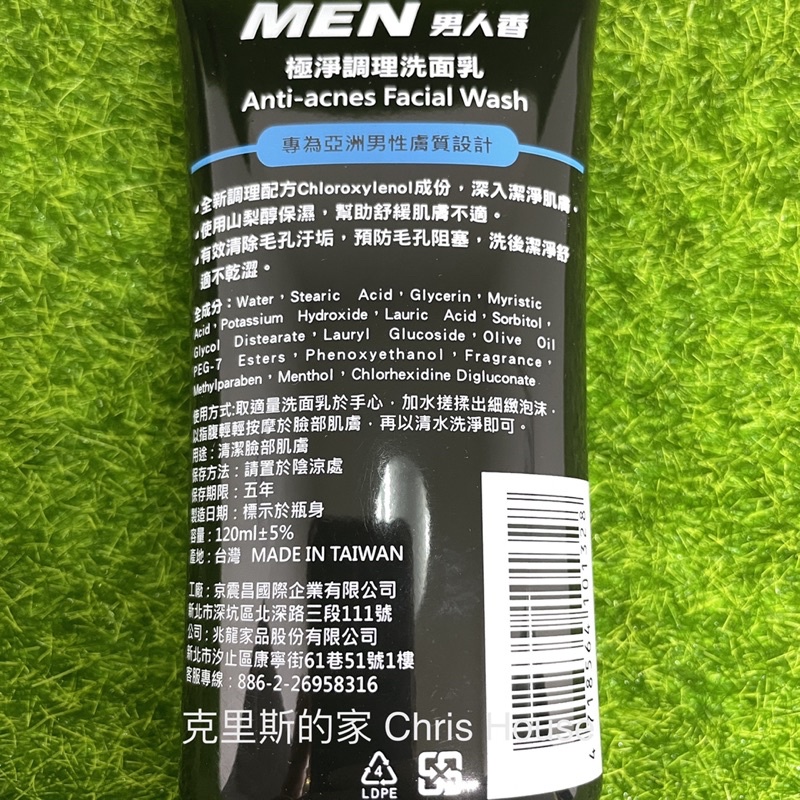 MEN 男人香
極淨調理洗面乳
Anti-acnes Facial Wash
專為亞洲男性膚質設計
·全新調理配方Chloroxylenol成份，深入潔淨肌膚。
·使用山梨醇保濕，幫助舒緩肌膚不適。
·有效清除毛孔汙垢，預防毛孔阻塞，洗後潔淨舒
適不乾澀。
全成分：Water，Stearic Acid，Glycerin，Myristic
Acid，Potassium Hydroxide，Lauric Acid，Sorbitol，
Glycol Distearate，Lauryl Glucoside，Olive Oil
PEG-7 Esters，Phenoxyethanol，Fragrance，
Methylparaben，Menthol，Chlorhexidine Digluconate
使用方式:取適量洗面乳於手心，加水搓揉出細緻泡沫，
以指腹輕輕按摩於臉部肌膚，再以清水洗淨即可。
用途：清潔臉部肌膚
保存方法：請置於陰涼處
保存期限：五年
製造日期：標示於瓶身
容量：120ml±5%
產地：台灣 MADE IN TAIWAN
工廠：京震昌國際企業有限公司
新北市深坑區北深路三段111號
公司：兆龍家品股份有限公司
新北市汐止區康寧街61巷51號1樓
客服專線：886-2-26958316
4 718564 101328
克里斯的家 Chris House
4
LDPE